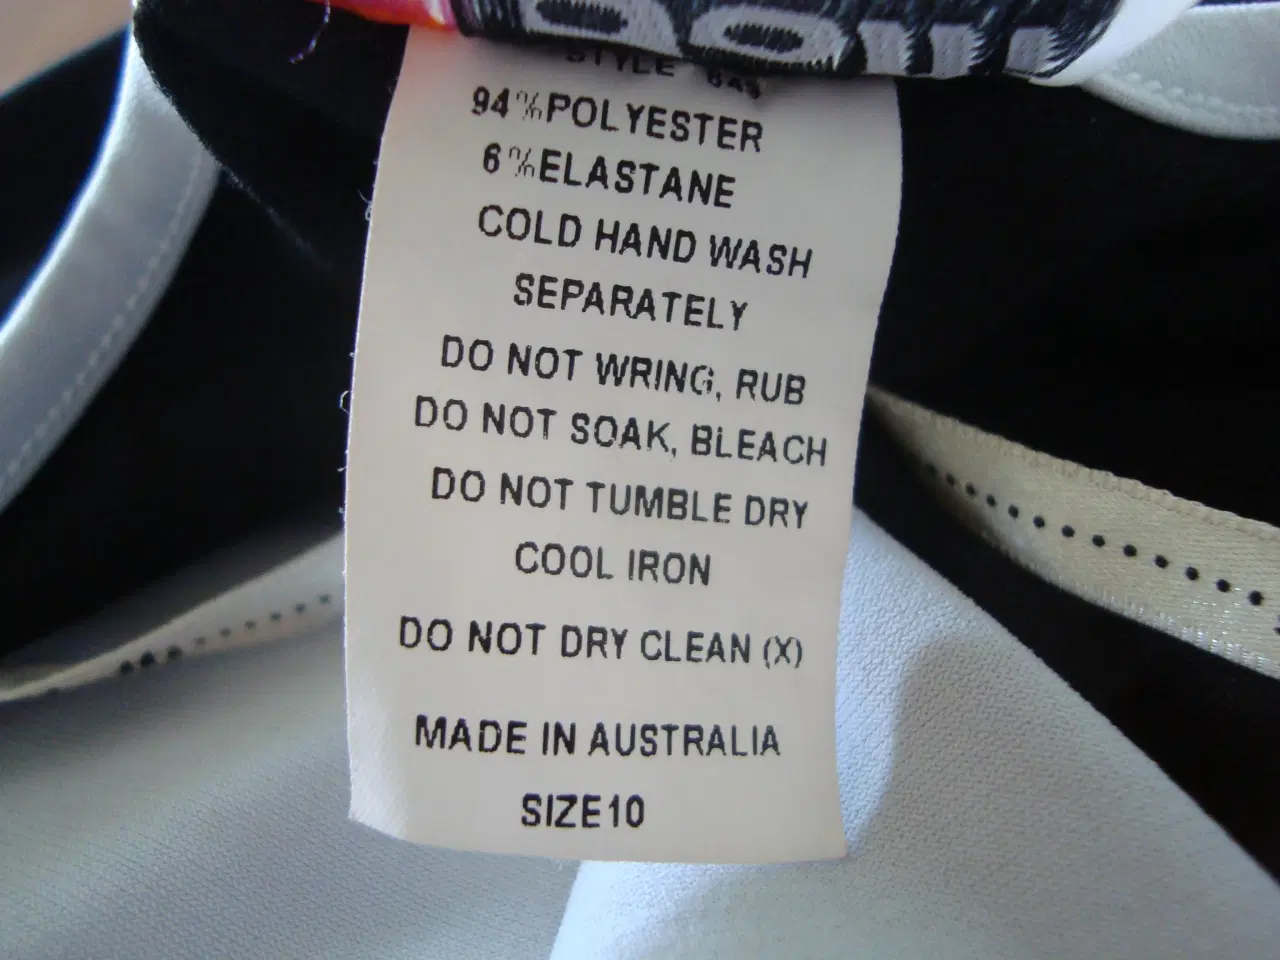 STYLE
94%POLYESTER
6%ELASTANE
COLD HAND WASH
SEPARATELY
DO NOT WRING, RUB
DO NOT SOAK, BLEACH
DO NOT TUMBLE DRY
COOL IRON
DO NOT DRY CLEAN (X)
MADE IN AUSTRALIA
SIZE10